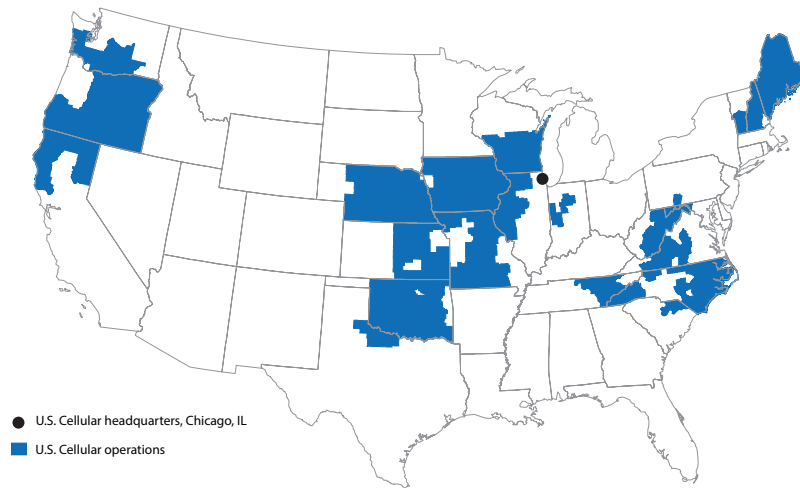 U.S. Cellular headquarters, Chicago, IL
U.S. Cellular operations